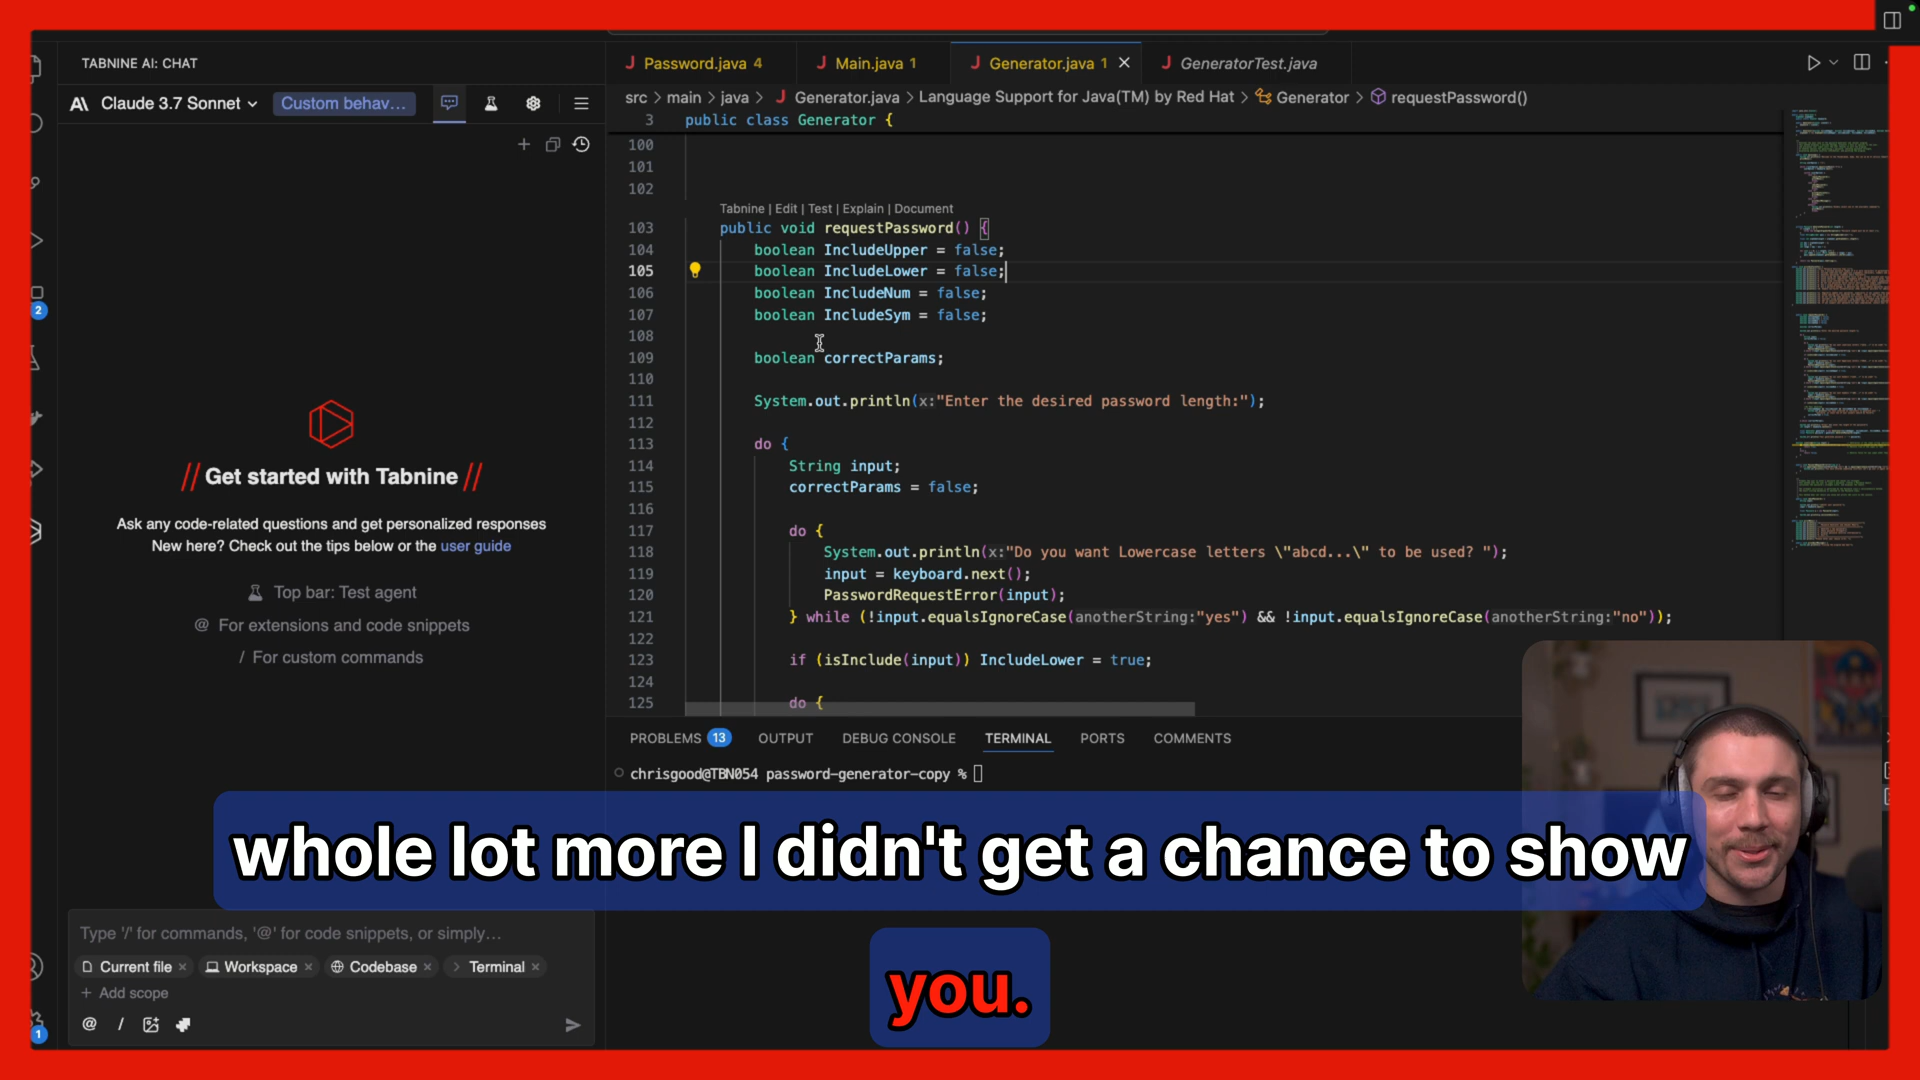 TABNINE AI: CHAT
Claude 3.7 Sonnet
Custom behav...
Get started with Tabnine
Ask any code-related questions and get personalized responses
New here? Check out the tips below or the user guide
Top bar: Test agent
@ For extensions and code snippets
/ For custom commands
Type '/' for commands, '@' for code snippets, or simply...
Current file × Workspace × Codebase × > Terminal ×
+ Add scope
@ /
2
1
Password.java 4
Main.java 1
Generator.java 1
GeneratorTest.java
src > main > java > J Generator.java > Language Support for Java(TM) by Red Hat > Generator > requestPassword()
3 public class Generator {
100
101
102
Tabnine | Edit | Test | Explain | Document
103 public void requestPassword() {
104 boolean IncludeUpper = false;
105 boolean IncludeLower = false;
106 boolean IncludeNum = false;
107 boolean IncludeSym = false;
108
109 boolean correctParams;
110
111 System.out.println(x:"Enter the desired password length:");
112
113 do {
114 String input;
115 correctParams = false;
116
117 do {
118 System.out.println(x:"Do you want Lowercase letters \"abcd...\" to be used? ");
119 input = keyboard.next();
120 PasswordRequestError(input);
121 } while (!input.equalsIgnoreCase(anotherString:"yes") && !input.equalsIgnoreCase(anotherString:"no"));
122
123 if (isInclude(input)) IncludeLower = true;
124
125 do {
PROBLEMS 13 OUTPUT DEBUG CONSOLE TERMINAL PORTS COMMENTS
chrisgood@TBN054 password-generator-copy %
whole lot more I didn't get a chance to show
you.